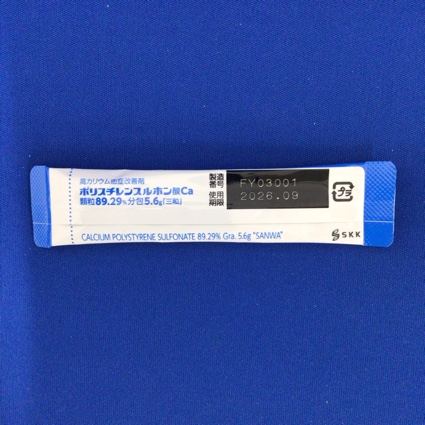 高カリウム血症改善剤
ポリスチレンスルホン酸Ca
顆粒89.29%分包5.6g「三和」
製造番号 FY03001
使用期限 2026.09
プラ
CALCIUM POLYSTYRENE SULFONATE 89.29% Gra. 5.6g "SANWA"
SKK